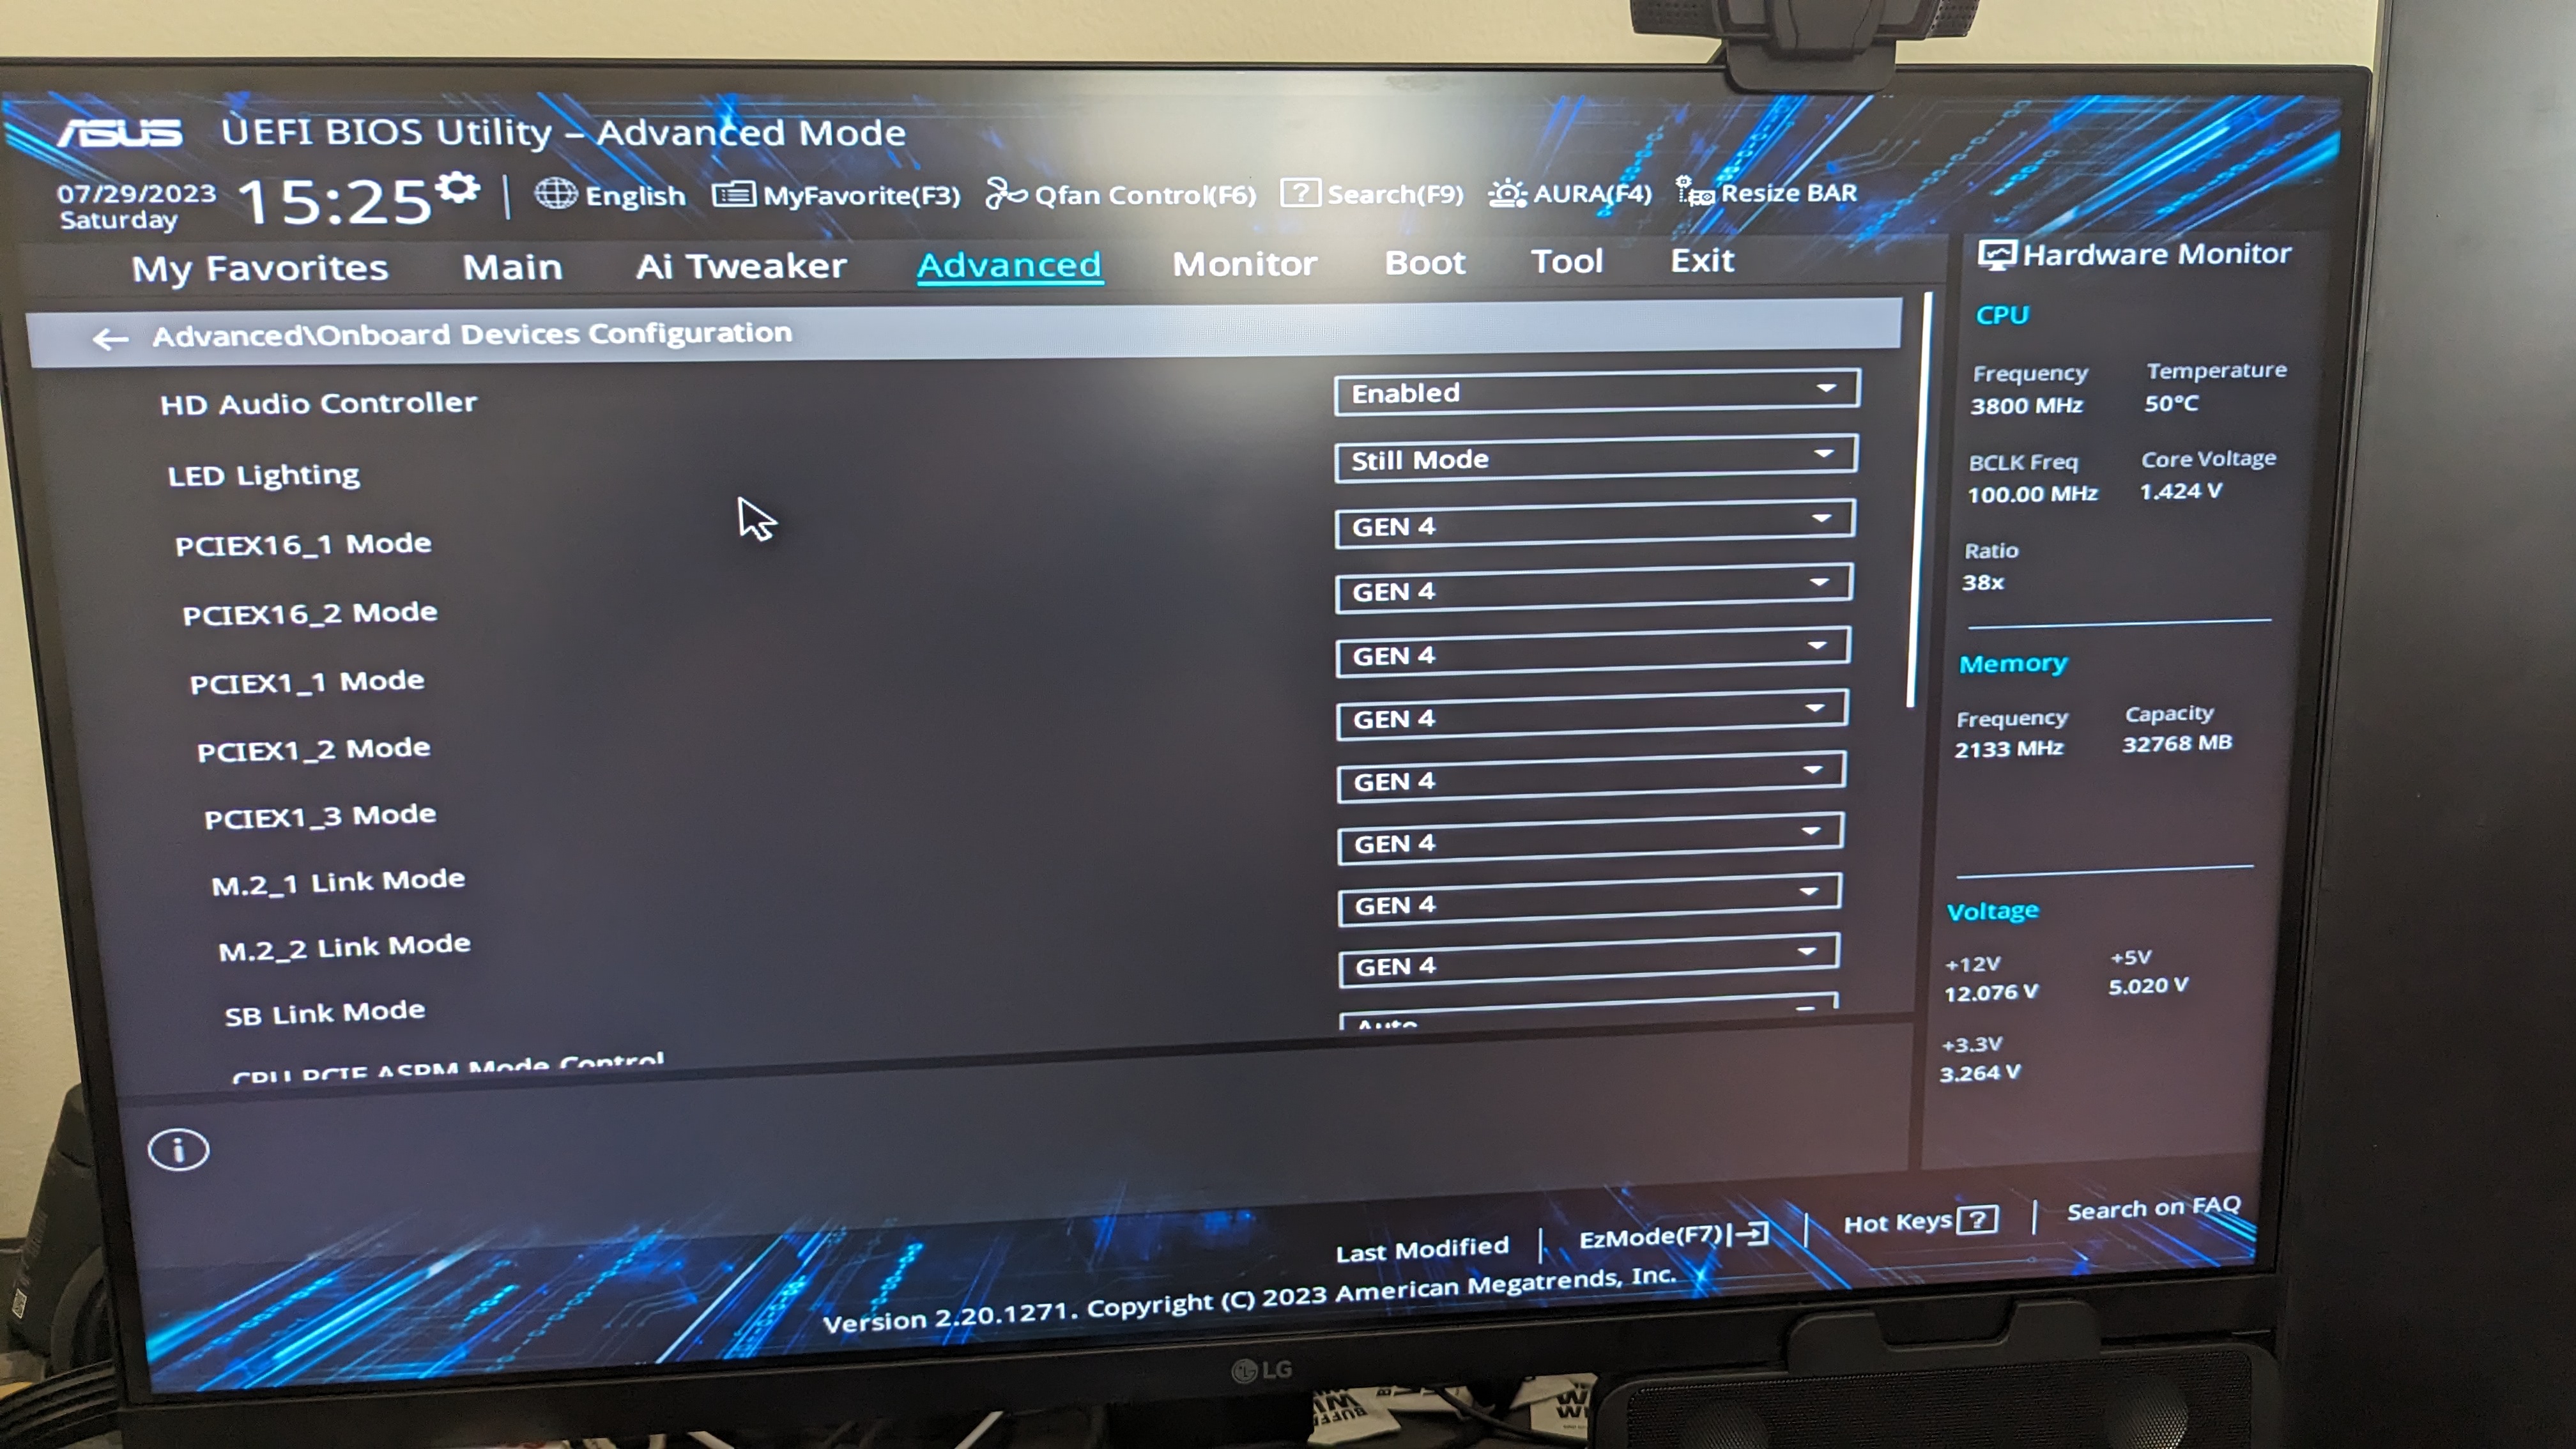 ASUS UEFI BIOS Utility – Advanced Mode
07/29/2023
Saturday
15:25
English
MyFavorite(F3)
Qfan Control(F6)
? Search(F9)
AURA(F4)
Resize BAR
My Favorites Main Ai Tweaker Advanced Monitor Boot Tool Exit
← Advanced\Onboard Devices Configuration
HD Audio Controller Enabled
LED Lighting Still Mode
PCIEX16_1 Mode GEN 4
PCIEX16_2 Mode GEN 4
PCIEX1_1 Mode GEN 4
PCIEX1_2 Mode GEN 4
PCIEX1_3 Mode GEN 4
M.2_1 Link Mode GEN 4
M.2_2 Link Mode GEN 4
SB Link Mode GEN 4
CPU PCIE ASPM Mode Control Auto
i
Hardware Monitor
CPU
Frequency Temperature
3800 MHz 50°C
BCLK Freq Core Voltage
100.00 MHz 1.424 V
Ratio
38x
Memory
Frequency Capacity
2133 MHz 32768 MB
Voltage
+12V +5V
12.076 V 5.020 V
+3.3V
3.264 V
Last Modified | EzMode(F7) | Hot Keys ? | Search on FAQ
Version 2.20.1271. Copyright (C) 2023 American Megatrends, Inc.
LG